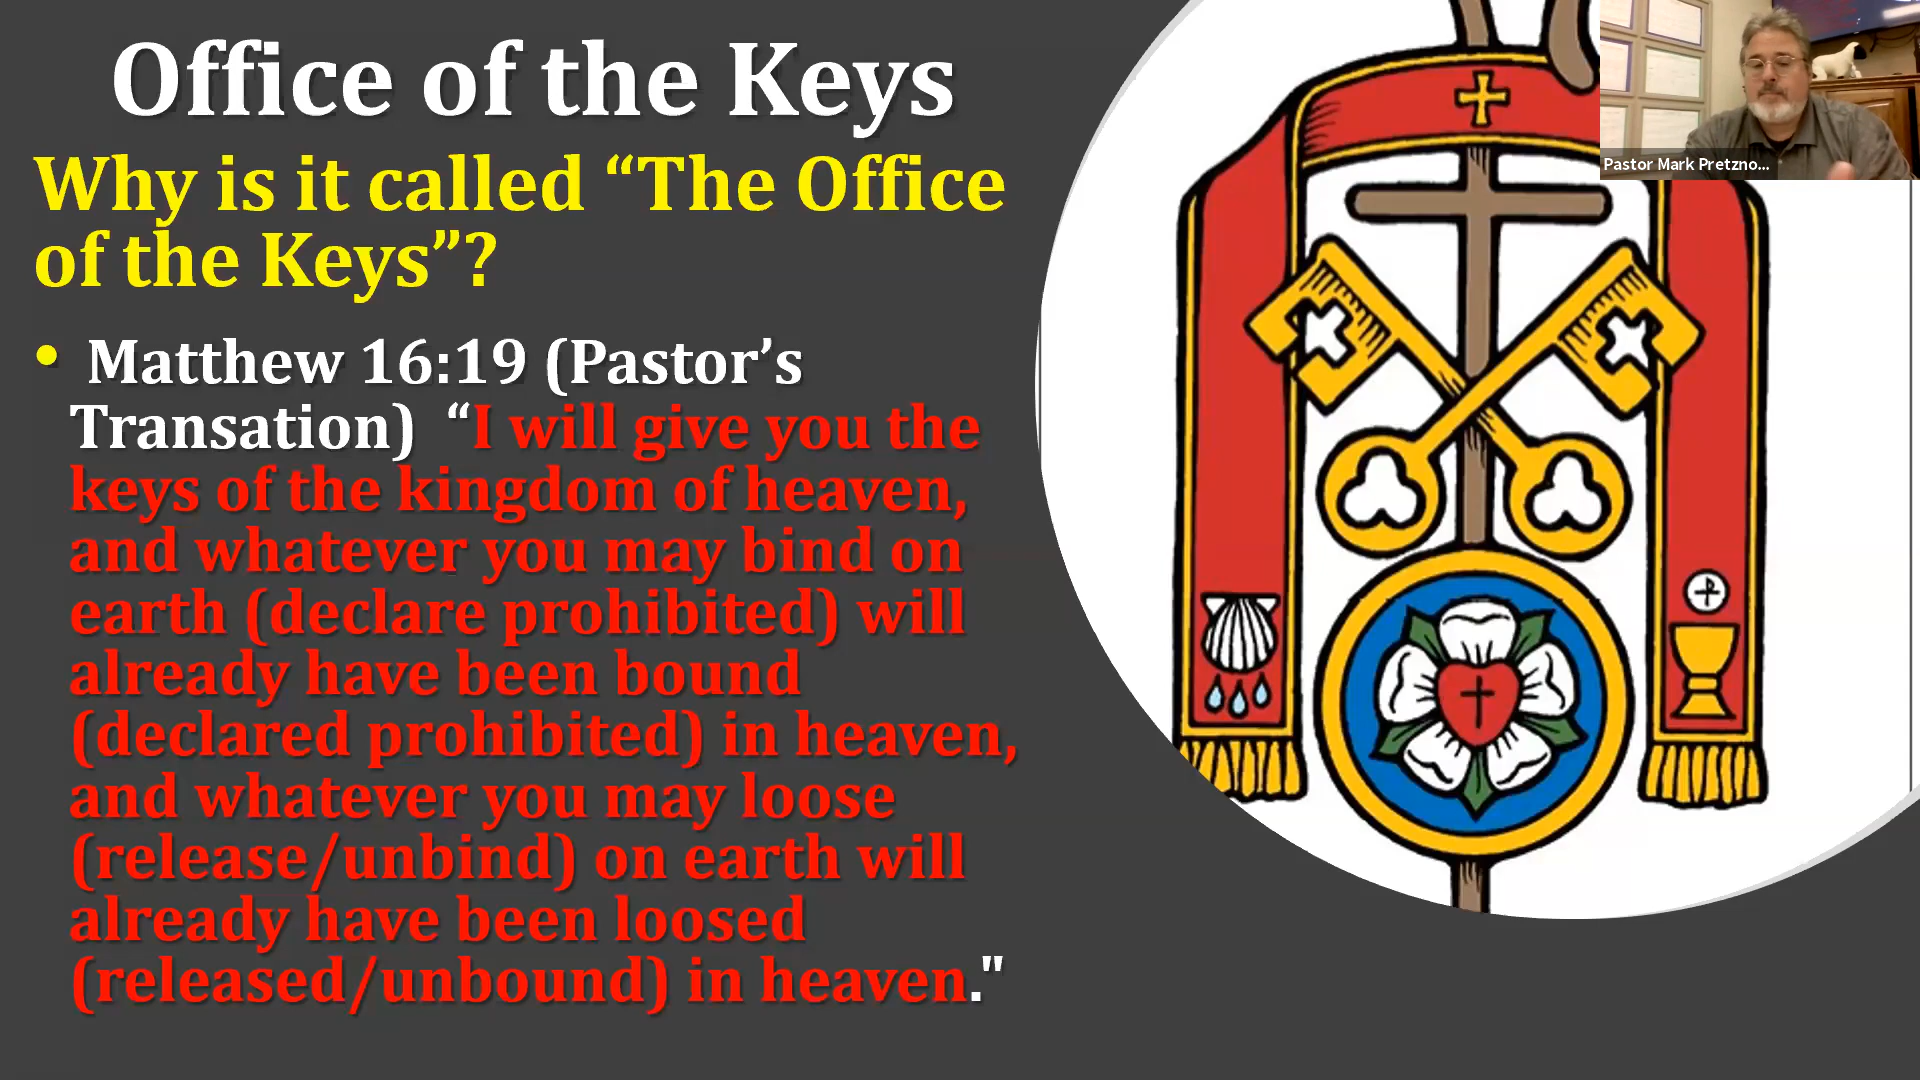 Office of the Keys
Why is it called “The Office
of the Keys”?
• Matthew 16:19 (Pastor’s
Transation) “I will give you the
keys of the kingdom of heaven,
and whatever you may bind on
earth (declare prohibited) will
already have been bound
(declared prohibited) in heaven,
and whatever you may loose
(release/unbind) on earth will
already have been loosed
(released/unbound) in heaven."
Pastor Mark Pretzno...